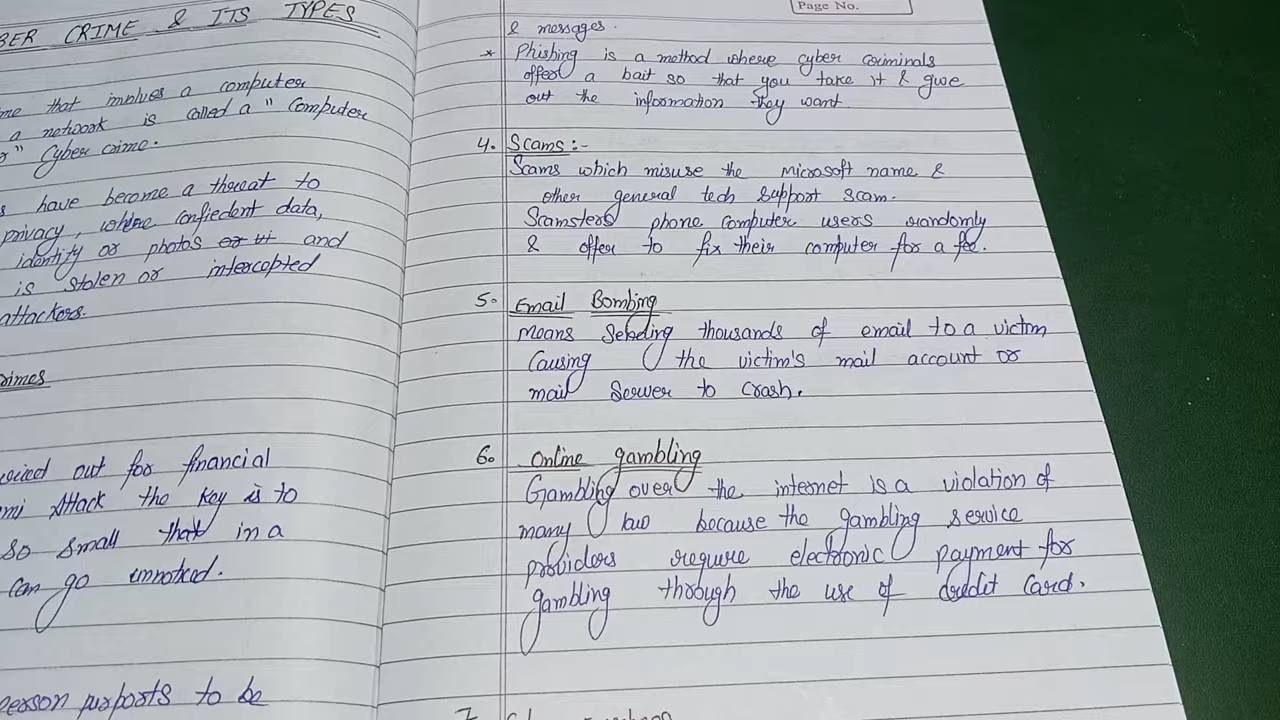 BER CRIME & ITS TYPES
me that involves a computer
a network is called a " Computer
" Cyber crime.
s have become a threat to
privacy, where confiedent data,
identity or photos or and
is stolen or intercepted
attackers.
rimes
out for financial
mi Attack the key is to
so small that in a
can go unnoticed.
person purports to be
Page No.
& messages.
* Phishing is a method where cyber criminals
offer a bait so that you take it & give
out the information they want
4. Scams :-
Scams which misuse the Microsoft name &
other general tech support scam.
Scamsters phone computer users randomly
& offer to fix their computer for a fee.
5. Email Bombing
Means Sending thousands of email to a victim
Causing the victim's mail account or
mail Server to Crash.
6. Online gambling
Gambling over the internet is a violation of
many law because the gambling service
providers require electronic payment for
gambling through the use of credit Card.
7.